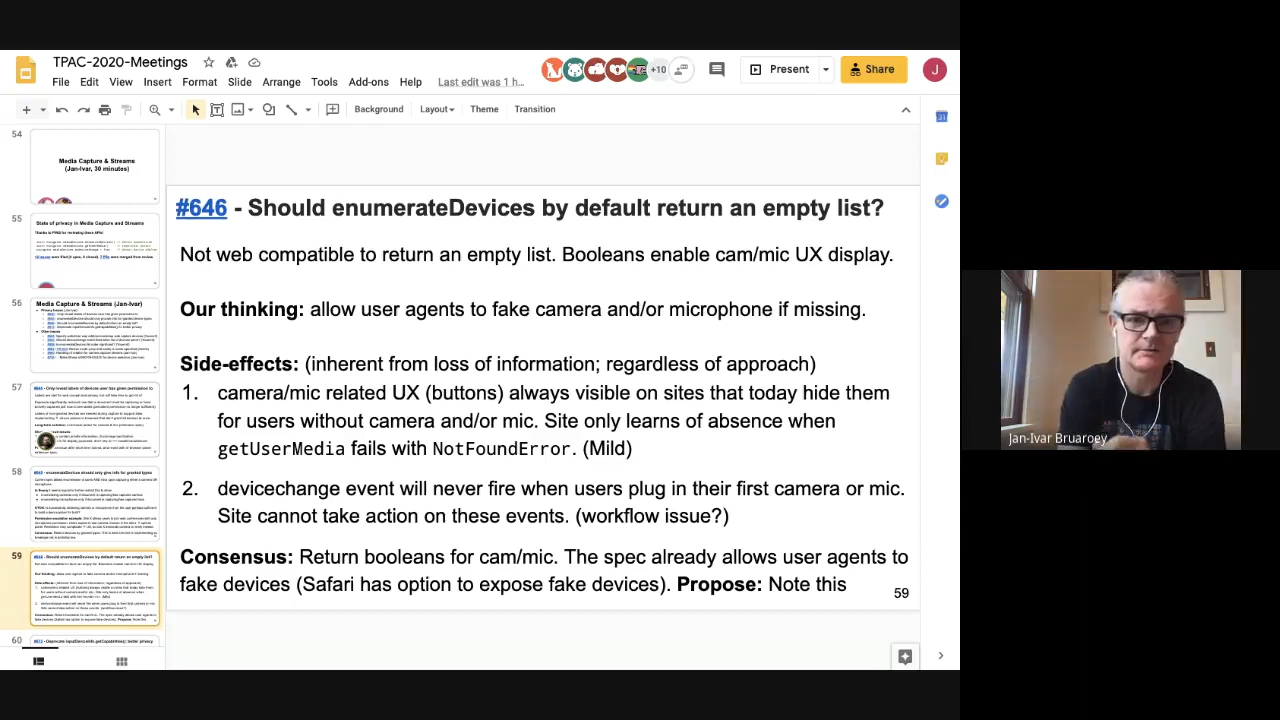 TPAC-2020-Meetings
File Edit View Insert Format Slide Arrange Tools Add-ons Help Last edit was 1 h...
+10
Present
Share
J
Background Layout Theme Transition
31
54
Media Capture & Streams
(Jan-Ivar, 30 minutes)
55
State of privacy in Media Capture and Streams
56
Media Capture & Streams (Jan-Ivar)
57
58
59
60
#646 - Should enumerateDevices by default return an empty list?
Not web compatible to return an empty list. Booleans enable cam/mic UX display.
Our thinking: allow user agents to fake camera and/or microphone if missing.
Side-effects: (inherent from loss of information; regardless of approach)
1. camera/mic related UX (buttons) always visible on sites that today hide them
for users without camera and/or mic. Site only learns of absence when
getUserMedia fails with NotFoundError. (Mild)
2. devicechange event will never fire when users plug in their first camera or mic.
Site cannot take action on these events. (workflow issue?)
Consensus: Return booleans for cam/mic. The spec already allows user agents to
fake devices (Safari has option to expose fake devices). Propose: Note this
59
Jan-Ivar Bruaroey